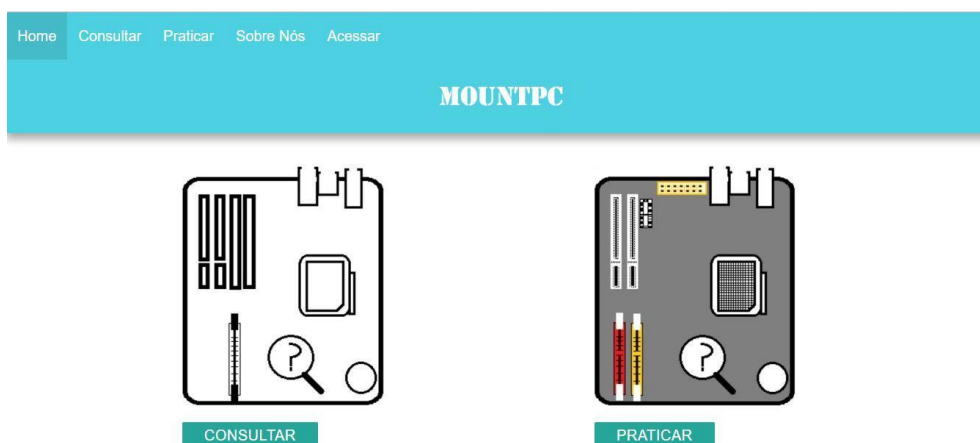 Home Consultar Praticar Sobre Nós Acessar
MOUNTPC
?
?
CONSULTAR PRATICAR